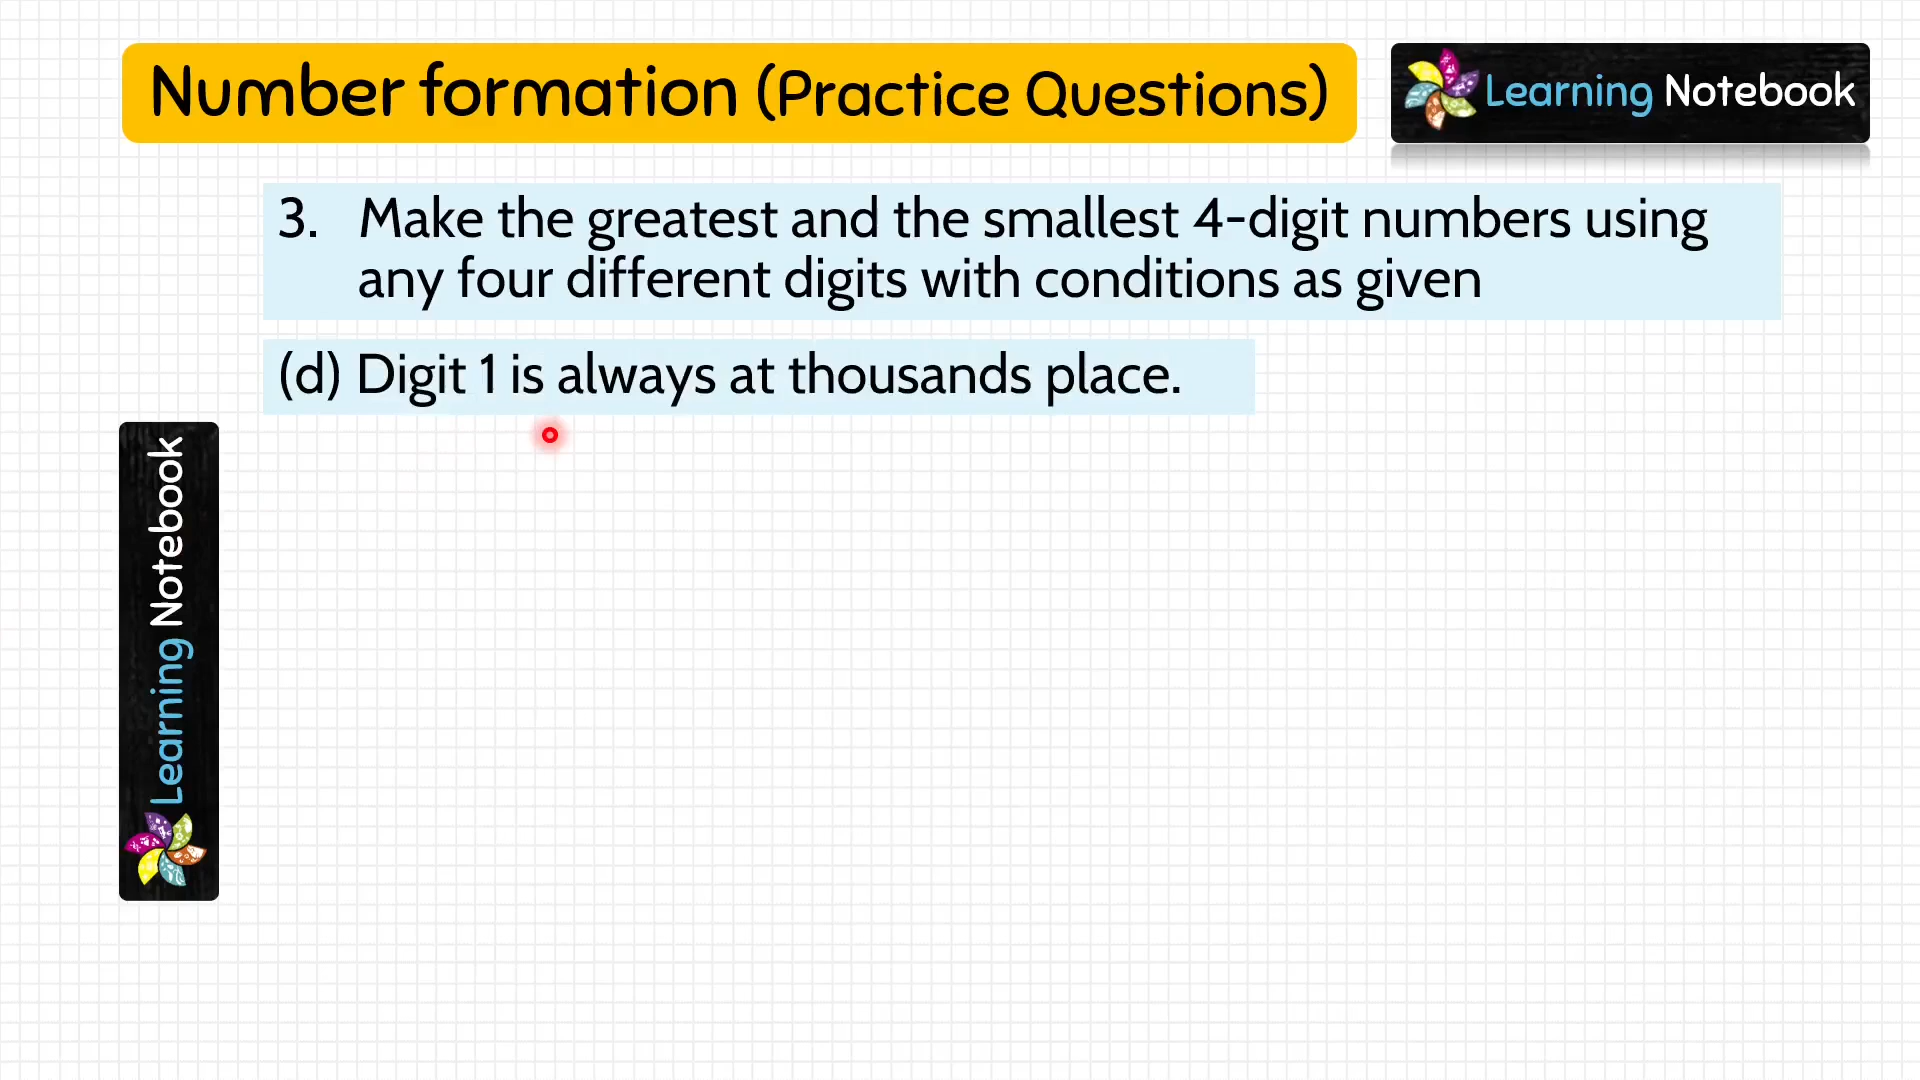 Number formation (Practice Questions)
Learning Notebook
3. Make the greatest and the smallest 4-digit numbers using
any four different digits with conditions as given
(d) Digit 1 is always at thousands place.
Learning Notebook